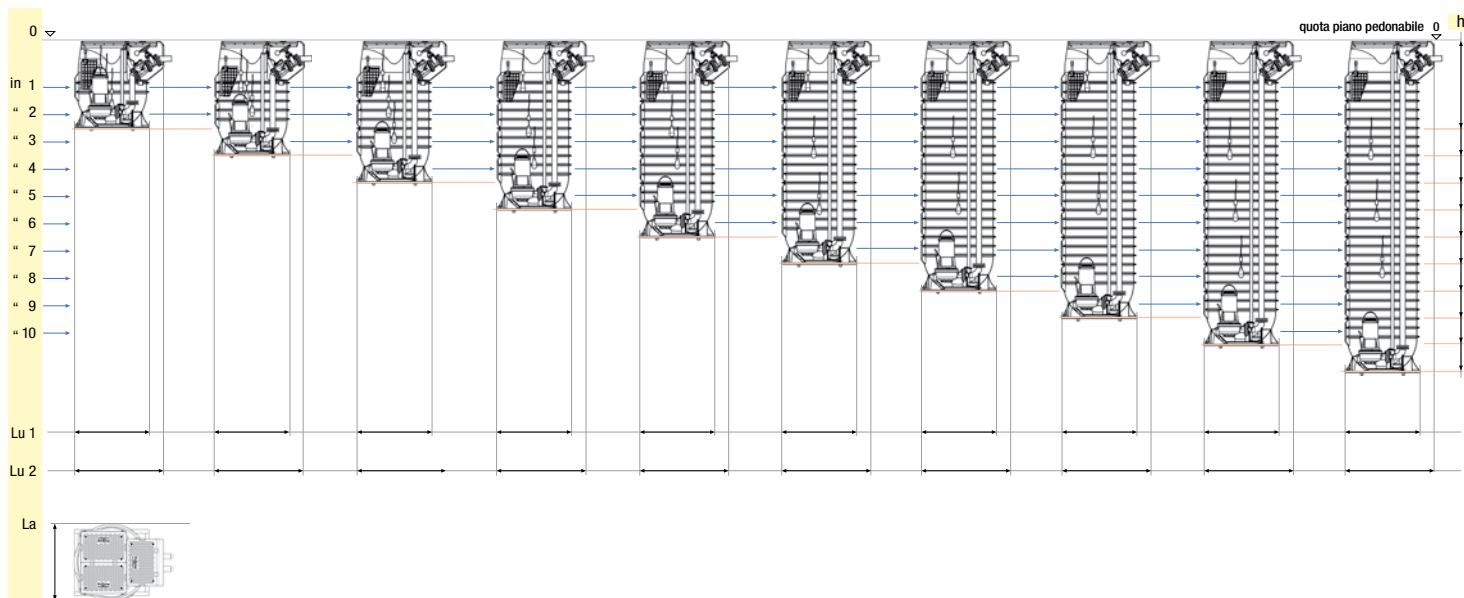 0
quota piano pedonabile 0
h
in 1
“ 2
“ 3
“ 4
“ 5
“ 6
“ 7
“ 8
“ 9
“ 10
Lu 1
Lu 2
La